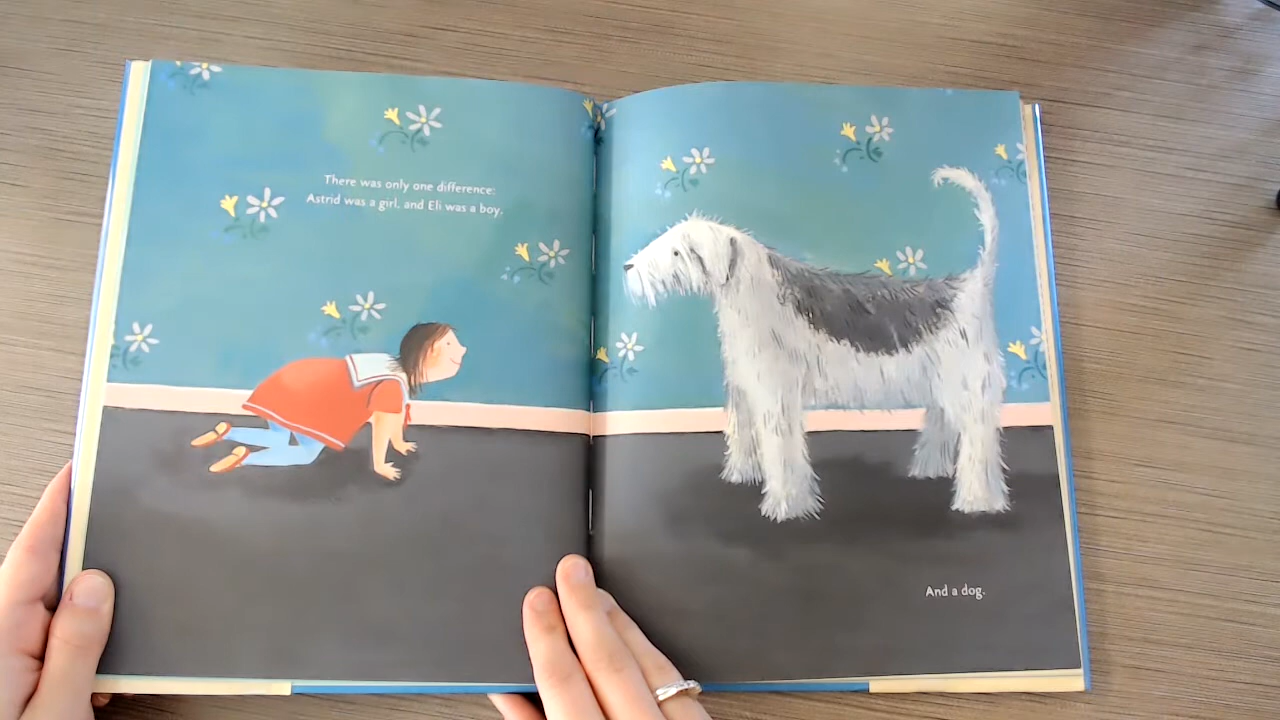 There was only one difference:
Astrid was a girl, and Eli was a boy.
And a dog.